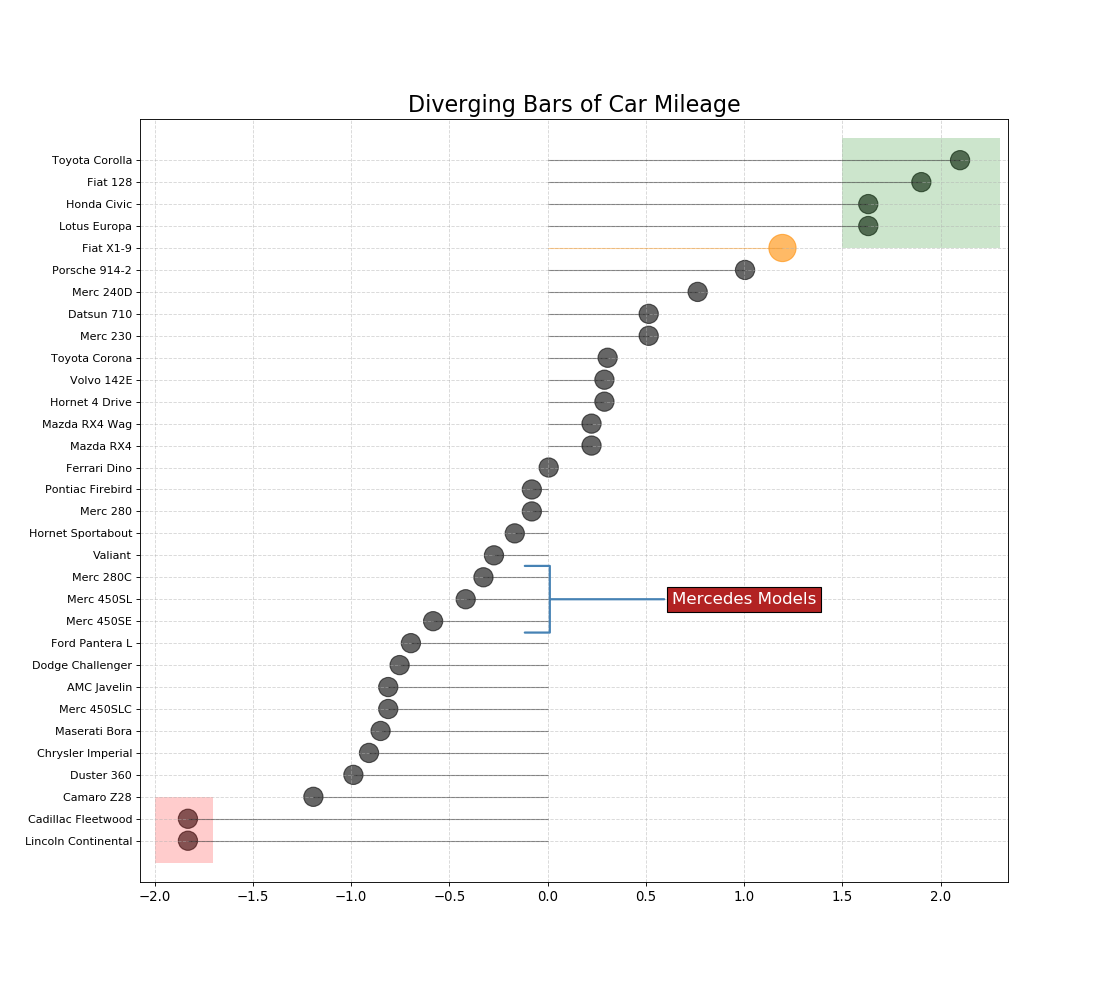 Diverging Bars of Car Mileage
Toyota Corolla
Fiat 128
Honda Civic
Lotus Europa
Fiat X1-9
Porsche 914-2
Merc 240D
Datsun 710
Merc 230
Toyota Corona
Volvo 142E
Hornet 4 Drive
Mazda RX4 Wag
Mazda RX4
Ferrari Dino
Pontiac Firebird
Merc 280
Hornet Sportabout
Valiant
Merc 280C
Merc 450SL
Mercedes Models
Merc 450SE
Ford Pantera L
Dodge Challenger
AMC Javelin
Merc 450SLC
Maserati Bora
Chrysler Imperial
Duster 360
Camaro Z28
Cadillac Fleetwood
Lincoln Continental
−2.0 −1.5 −1.0 −0.5 0.0 0.5 1.0 1.5 2.0